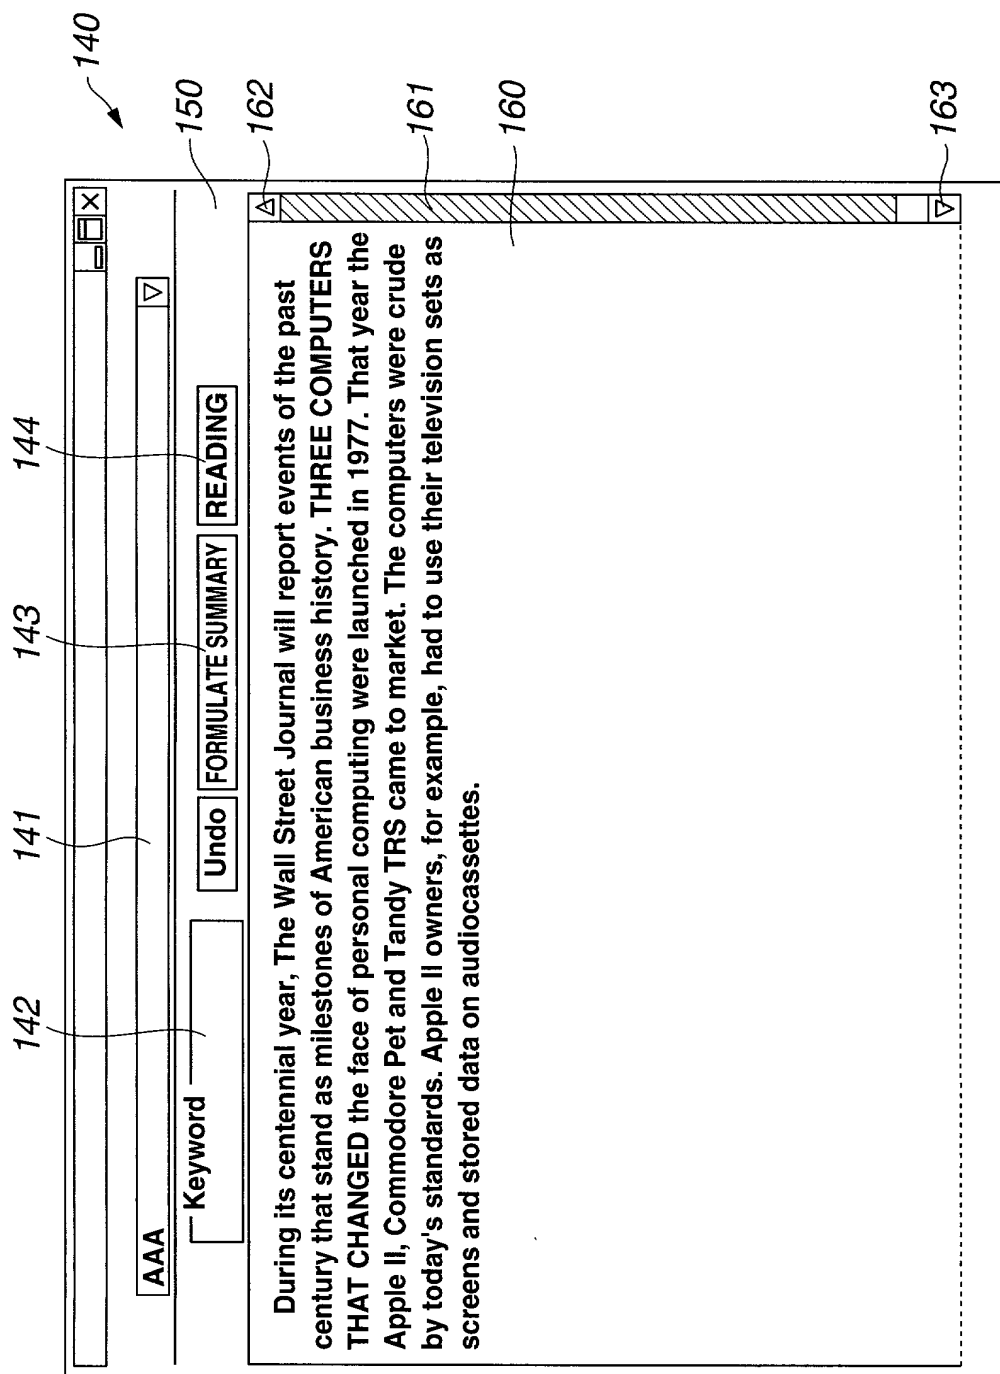 140
144
143
141
142
AAA
150
Keyword
Undo
FORMULATE SUMMARY
READING
162
During its centennial year, The Wall Street Journal will report events of the past
century that stand as milestones of American business history. THREE COMPUTERS
THAT CHANGED the face of personal computing were launched in 1977. That year the
Apple II, Commodore Pet and Tandy TRS came to market. The computers were crude
by today's standards. Apple II owners, for example, had to use their television sets as
screens and stored data on audiocassettes.
161
160
163